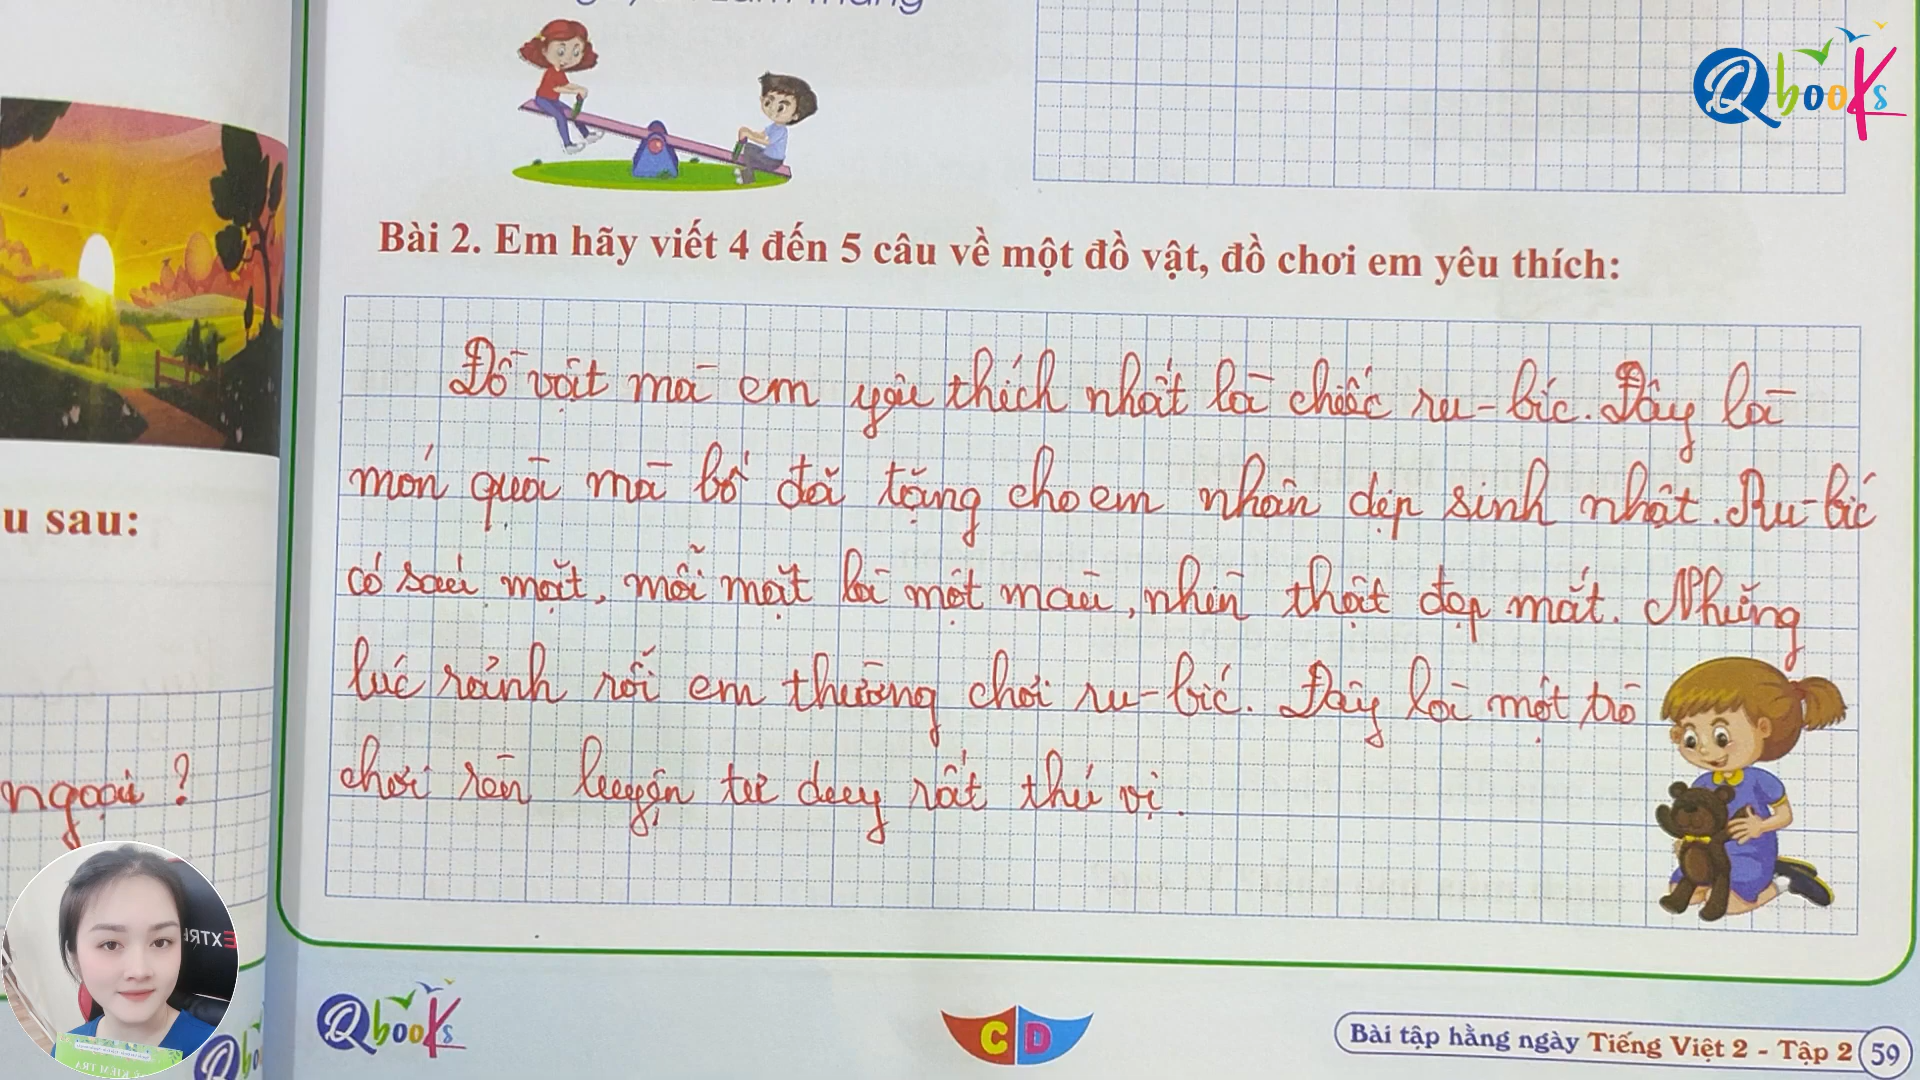 Qbooks
Bài 2. Em hãy viết 4 đến 5 câu về một đồ vật, đồ chơi em yêu thích:
Đồ vật mà em yêu thích nhất là chiếc ru-bíc. Đây là
món quà mà bố đã tặng cho em nhân dịp sinh nhật. Ru-bíc
có sáu mặt, mỗi mặt là một màu, nhìn thật đẹp mắt. Những
lúc rảnh rỗi em thường chơi ru-bíc. Đây là một trò
chơi rèn luyện tư duy rất thú vị.
u sau:
ngoại ?
EXTRE
Qbooks
CD
Bài tập hằng ngày Tiếng Việt 2 - Tập 2 59